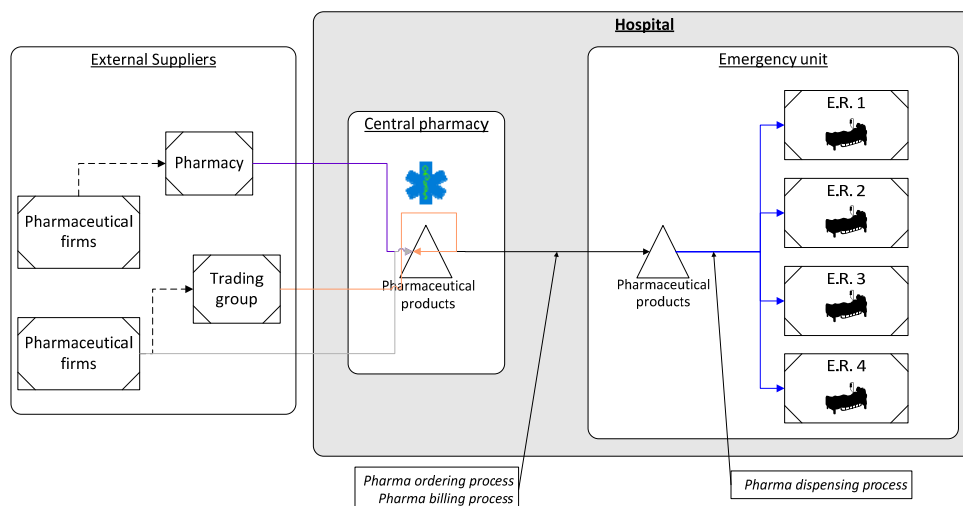 Hospital
External Suppliers
Emergency unit
Central pharmacy
Pharmacy
Pharmaceutical
firms
Trading
group
Pharmaceutical
firms
Pharmaceutical
products
Pharmaceutical
products
E.R. 1
E.R. 2
E.R. 3
E.R. 4
Pharma ordering process
Pharma billing process
Pharma dispensing process